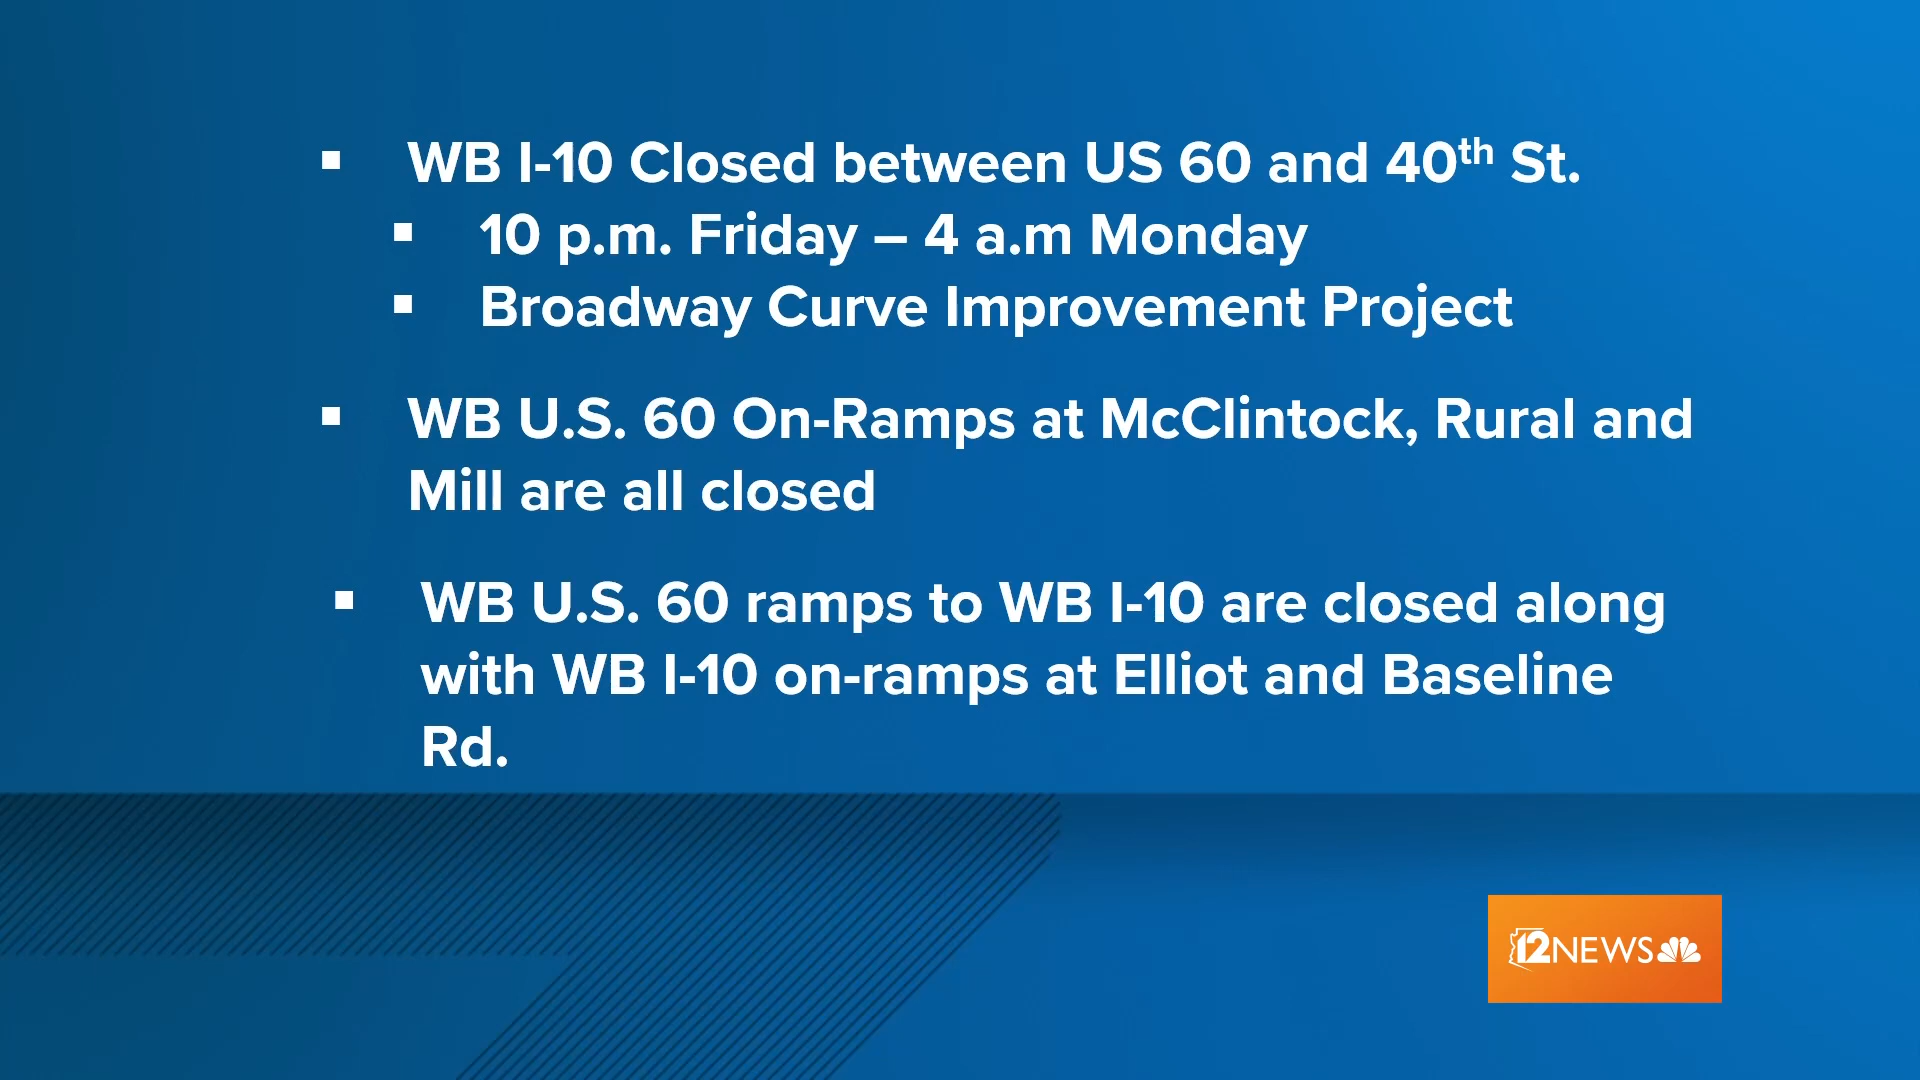 ▪ WB I-10 Closed between US 60 and 40th St.
▪ 10 p.m. Friday – 4 a.m Monday
▪ Broadway Curve Improvement Project
▪ WB U.S. 60 On-Ramps at McClintock, Rural and
Mill are all closed
▪ WB U.S. 60 ramps to WB I-10 are closed along
with WB I-10 on-ramps at Elliot and Baseline
Rd.
12NEWS